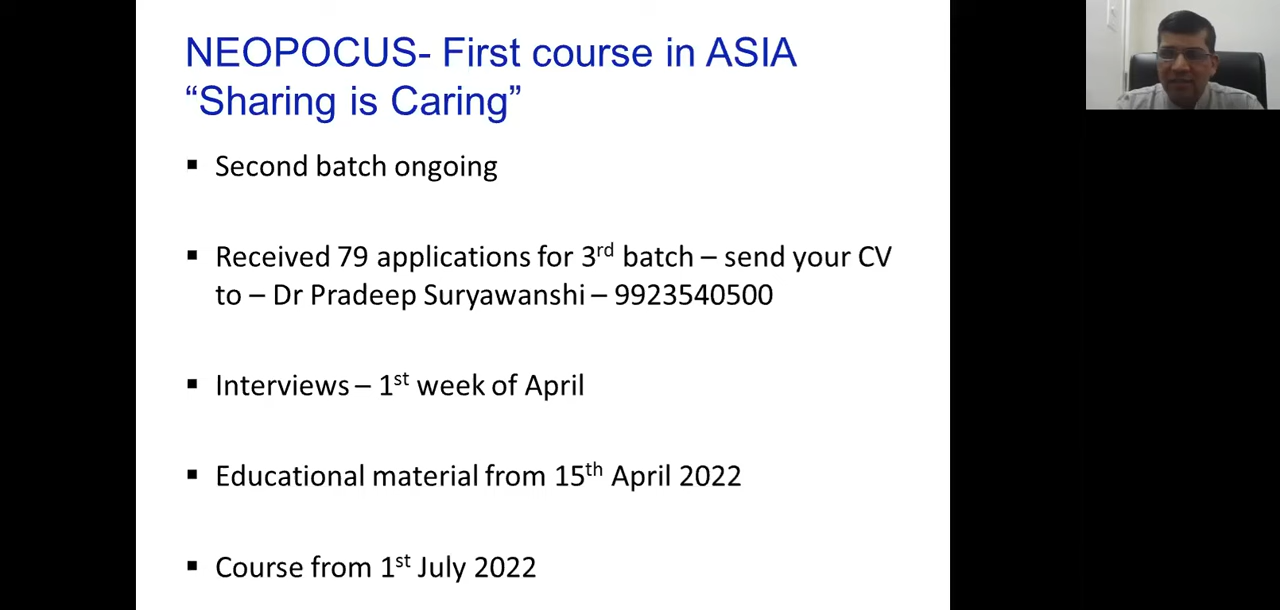 NEOPOCUS- First course in ASIA
“Sharing is Caring”
▪ Second batch ongoing
▪ Received 79 applications for 3rd batch – send your CV
to – Dr Pradeep Suryawanshi – 9923540500
▪ Interviews – 1st week of April
▪ Educational material from 15th April 2022
▪ Course from 1st July 2022